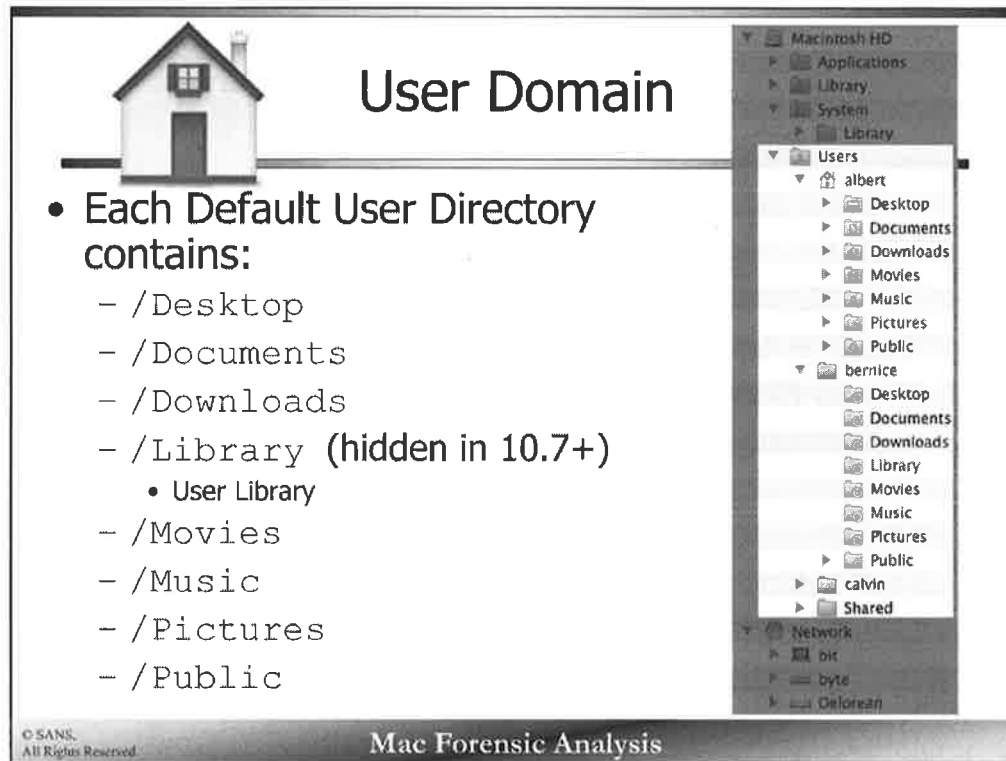 User Domain
• Each Default User Directory
contains:
– /Desktop
– /Documents
– /Downloads
– /Library (hidden in 10.7+)
• User Library
– /Movies
– /Music
– /Pictures
– /Public
Macintosh HD
Applications
Library
System
Library
Users
albert
Desktop
Documents
Downloads
Movies
Music
Pictures
Public
bernice
Desktop
Documents
Downloads
Library
Movies
Music
Pictures
Public
calvin
Shared
Network
bit
byte
Delorean
© SANS,
All Rights Reserved
Mac Forensic Analysis